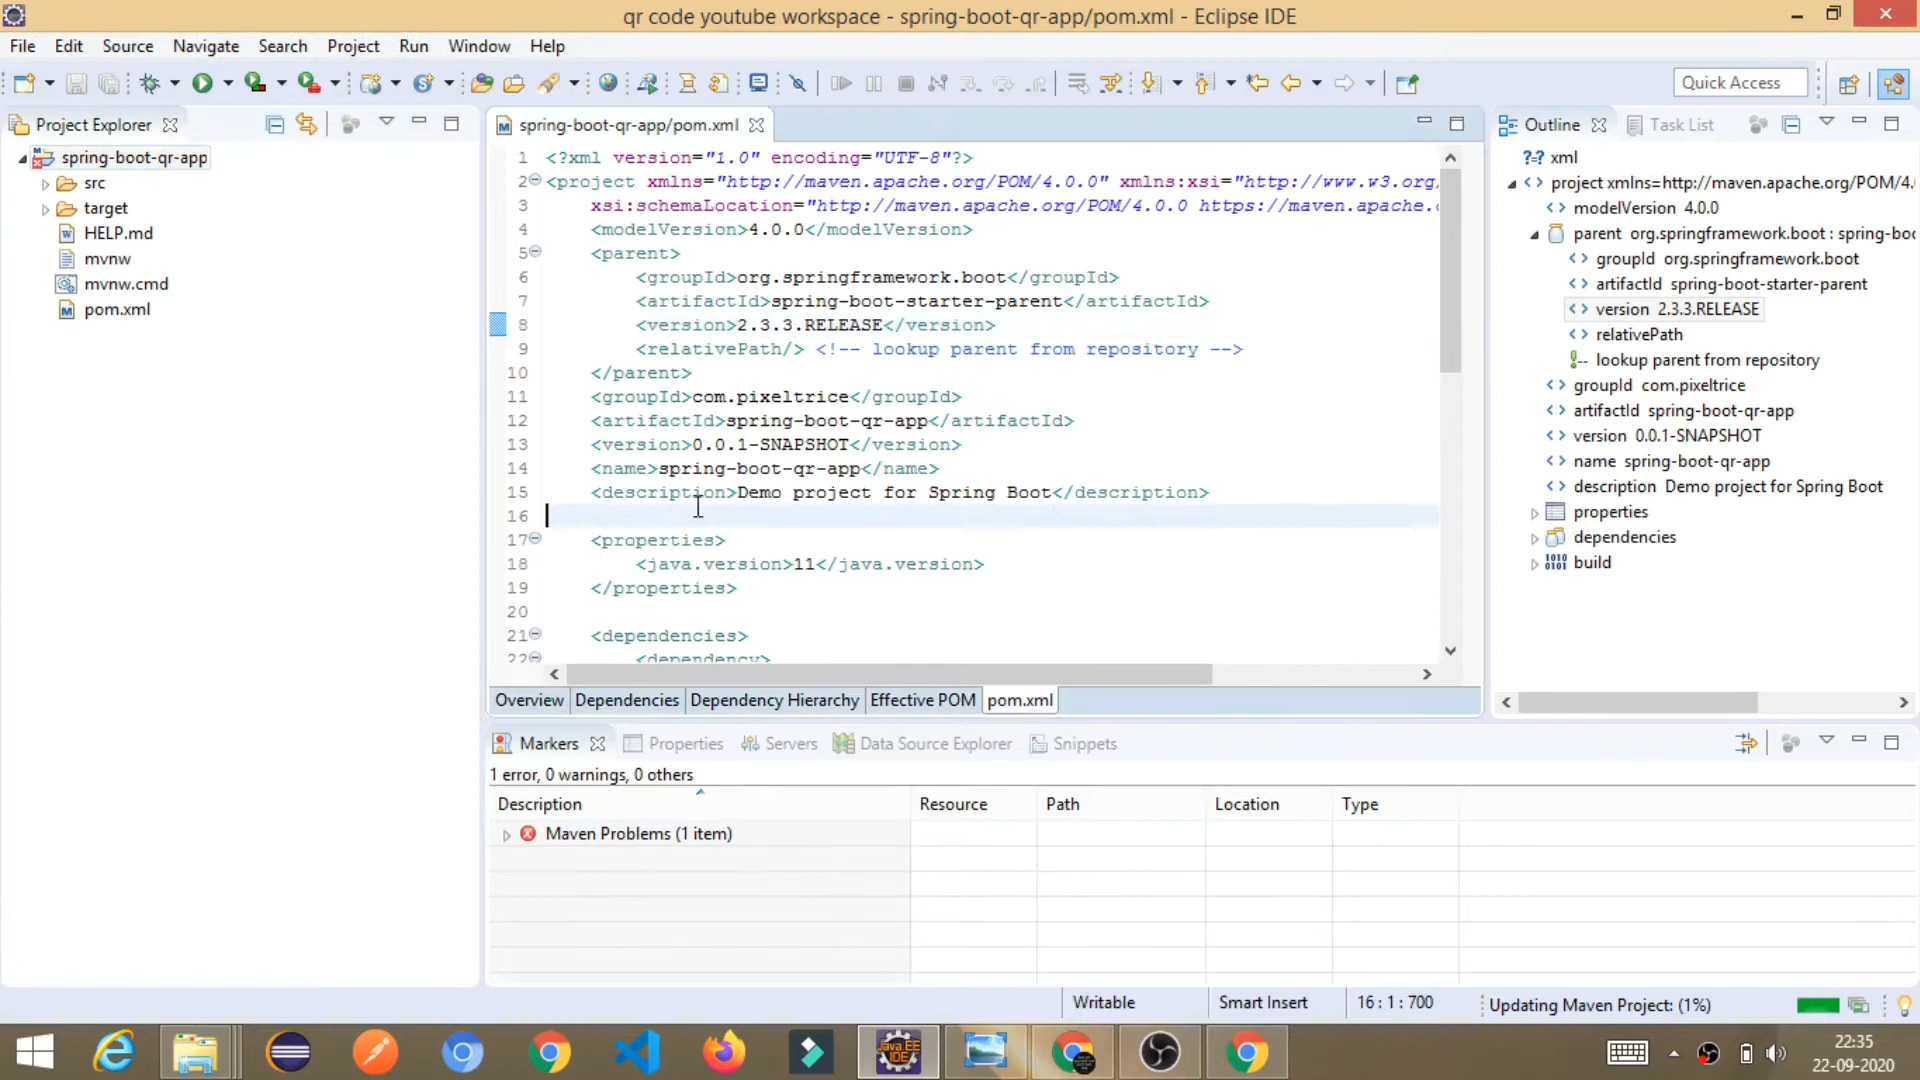 qr code youtube workspace - spring-boot-qr-app/pom.xml - Eclipse IDE
File Edit Source Navigate Search Project Run Window Help
Quick Access
Project Explorer
spring-boot-qr-app
src
target
HELP.md
mvnw
mvnw.cmd
pom.xml
spring-boot-qr-app/pom.xml
1 <?xml version="1.0" encoding="UTF-8"?>
2 <project xmlns="http://maven.apache.org/POM/4.0.0" xmlns:xsi="http://www.w3.org,
3 xsi:schemaLocation="http://maven.apache.org/POM/4.0.0 https://maven.apache.
4 <modelVersion>4.0.0</modelVersion>
5 <parent>
6 <groupId>org.springframework.boot</groupId>
7 <artifactId>spring-boot-starter-parent</artifactId>
8 <version>2.3.3.RELEASE</version>
9 <relativePath/> <!-- lookup parent from repository -->
10 </parent>
11 <groupId>com.pixeltrice</groupId>
12 <artifactId>spring-boot-qr-app</artifactId>
13 <version>0.0.1-SNAPSHOT</version>
14 <name>spring-boot-qr-app</name>
15 <description>Demo project for Spring Boot</description>
16
17 <properties>
18 <java.version>11</java.version>
19 </properties>
20
21 <dependencies>
22 <dependency>
Overview Dependencies Dependency Hierarchy Effective POM pom.xml
Outline Task List
?=? xml
project xmlns=http://maven.apache.org/POM/4.
modelVersion 4.0.0
parent org.springframework.boot : spring-boo
groupId org.springframework.boot
artifactId spring-boot-starter-parent
version 2.3.3.RELEASE
relativePath
lookup parent from repository
groupId com.pixeltrice
artifactId spring-boot-qr-app
version 0.0.1-SNAPSHOT
name spring-boot-qr-app
description Demo project for Spring Boot
properties
dependencies
build
Markers Properties Servers Data Source Explorer Snippets
1 error, 0 warnings, 0 others
Description Resource Path Location Type
Maven Problems (1 item)
Writable Smart Insert 16 : 1 : 700 Updating Maven Project: (1%)
Java EE IDE
22:35
22-09-2020